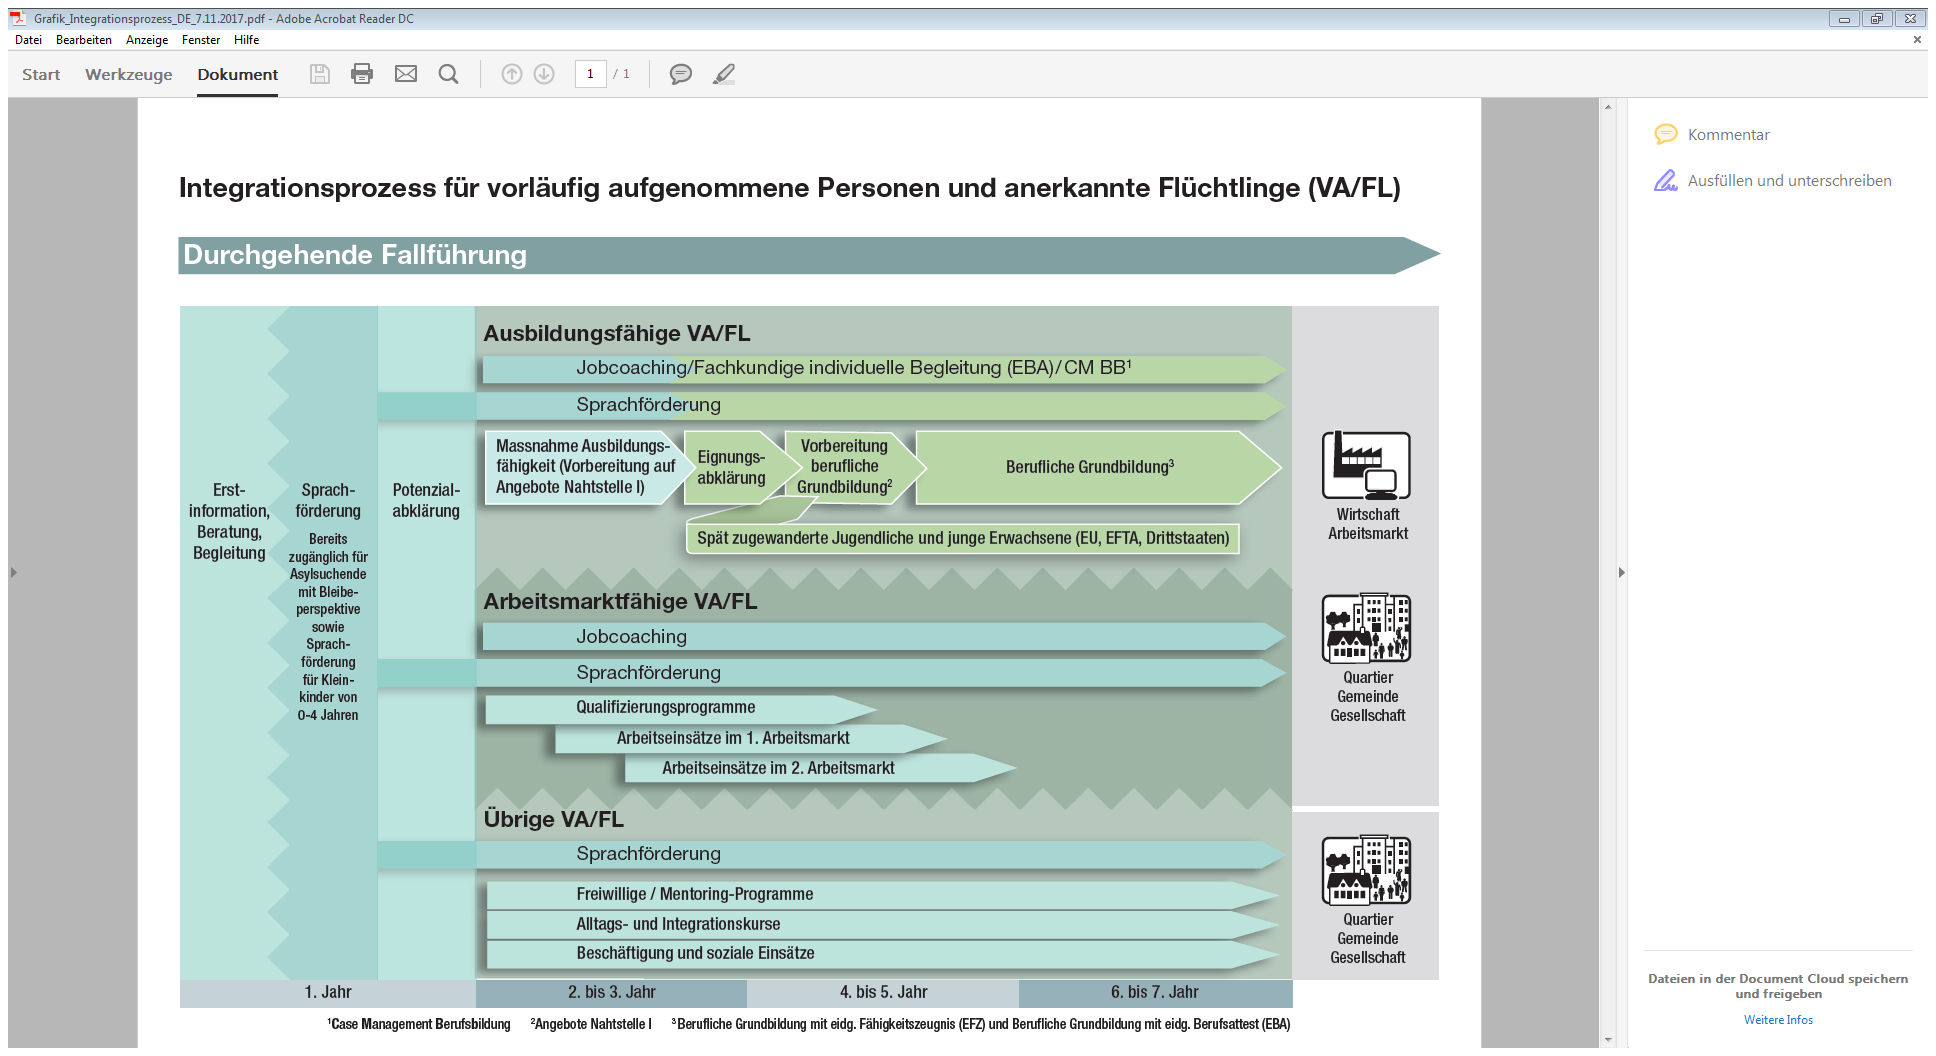 Grafik_Integrationsprozess_DE_7.11.2017.pdf - Adobe Acrobat Reader DC
Datei Bearbeiten Anzeige Fenster Hilfe
Start Werkzeuge Dokument 1 / 1
Kommentar
Ausfüllen und unterschreiben
Integrationsprozess für vorläufig aufgenommene Personen und anerkannte Flüchtlinge (VA/FL)
Durchgehende Fallführung
Erst-
information,
Beratung,
Begleitung
Sprach-
förderung
Bereits
zugänglich für
Asylsuchende
mit Bleibe-
perspektive
sowie
Sprach-
förderung
für Klein-
kinder von
0-4 Jahren
Potenzial-
abklärung
Ausbildungsfähige VA/FL
Jobcoaching/Fachkundige individuelle Begleitung (EBA)/CM BB¹
Sprachförderung
Massnahme Ausbildungs-
fähigkeit (Vorbereitung auf
Angebote Nahtstelle I)
Eignungs-
abklärung
Vorbereitung
berufliche
Grundbildung²
Berufliche Grundbildung³
Spät zugewanderte Jugendliche und junge Erwachsene (EU, EFTA, Drittstaaten)
Arbeitsmarktfähige VA/FL
Jobcoaching
Sprachförderung
Qualifizierungsprogramme
Arbeitseinsätze im 1. Arbeitsmarkt
Arbeitseinsätze im 2. Arbeitsmarkt
Übrige VA/FL
Sprachförderung
Freiwillige / Mentoring-Programme
Alltags- und Integrationskurse
Beschäftigung und soziale Einsätze
Wirtschaft
Arbeitsmarkt
Quartier
Gemeinde
Gesellschaft
Quartier
Gemeinde
Gesellschaft
1. Jahr 2. bis 3. Jahr 4. bis 5. Jahr 6. bis 7. Jahr
¹Case Management Berufsbildung ²Angebote Nahtstelle I ³Berufliche Grundbildung mit eidg. Fähigkeitszeugnis (EFZ) und Berufliche Grundbildung mit eidg. Berufsattest (EBA)
Dateien in der Document Cloud speichern
und freigeben
Weitere Infos